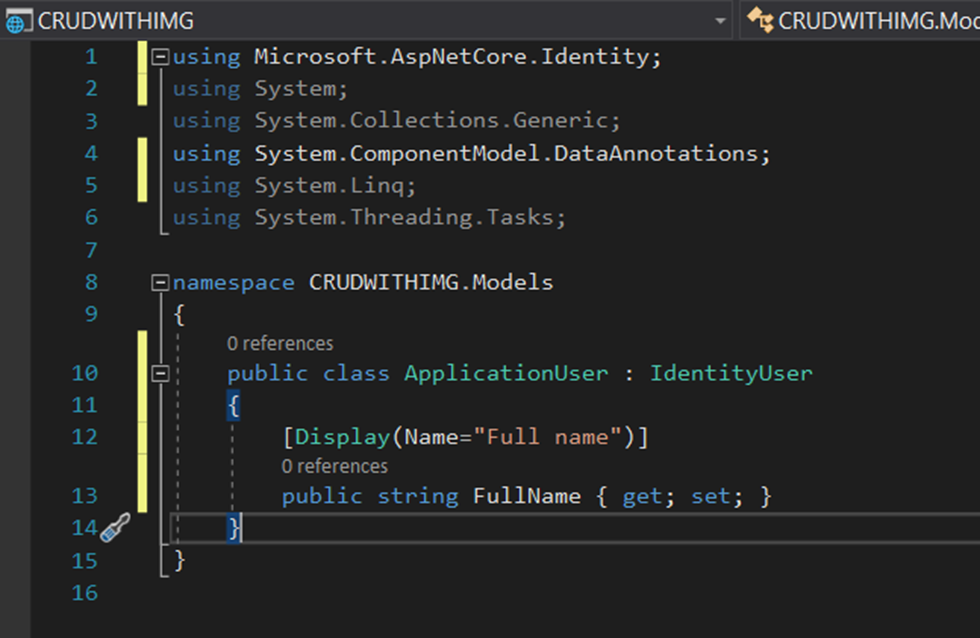 CRUDWITHIMG CRUDWITHIMG.Mod
1 using Microsoft.AspNetCore.Identity;
2 using System;
3 using System.Collections.Generic;
4 using System.ComponentModel.DataAnnotations;
5 using System.Linq;
6 using System.Threading.Tasks;
7
8 namespace CRUDWITHIMG.Models
9 {
0 references
10 public class ApplicationUser : IdentityUser
11 {
12 [Display(Name="Full name")]
0 references
13 public string FullName { get; set; }
14 }
15 }
16